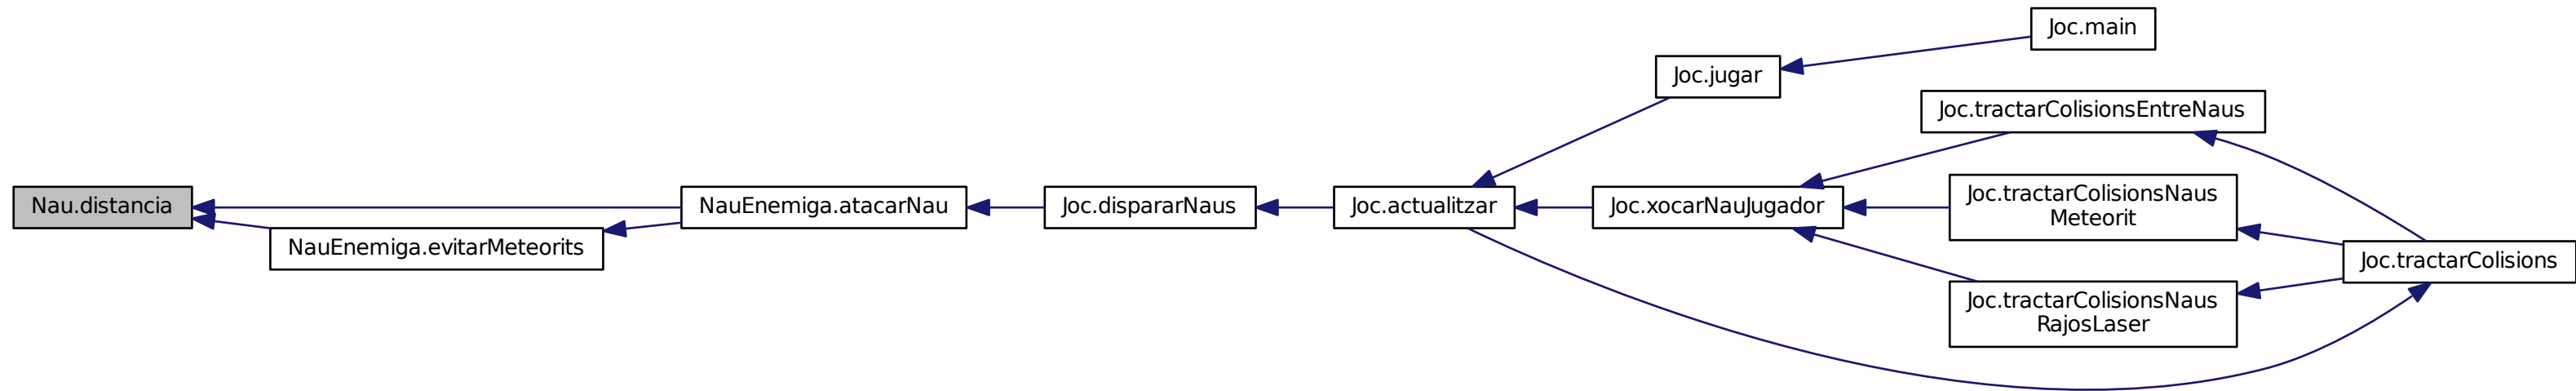 Joc.main
Joc.jugar
Joc.tractarColisionsEntreNaus
Nau.distancia
NauEnemiga.atacarNau
Joc.dispararNaus
Joc.actualitzar
Joc.xocarNauJugador
Joc.tractarColisionsNaus
Meteorit
NauEnemiga.evitarMeteorits
Joc.tractarColisions
Joc.tractarColisionsNaus
RajosLaser